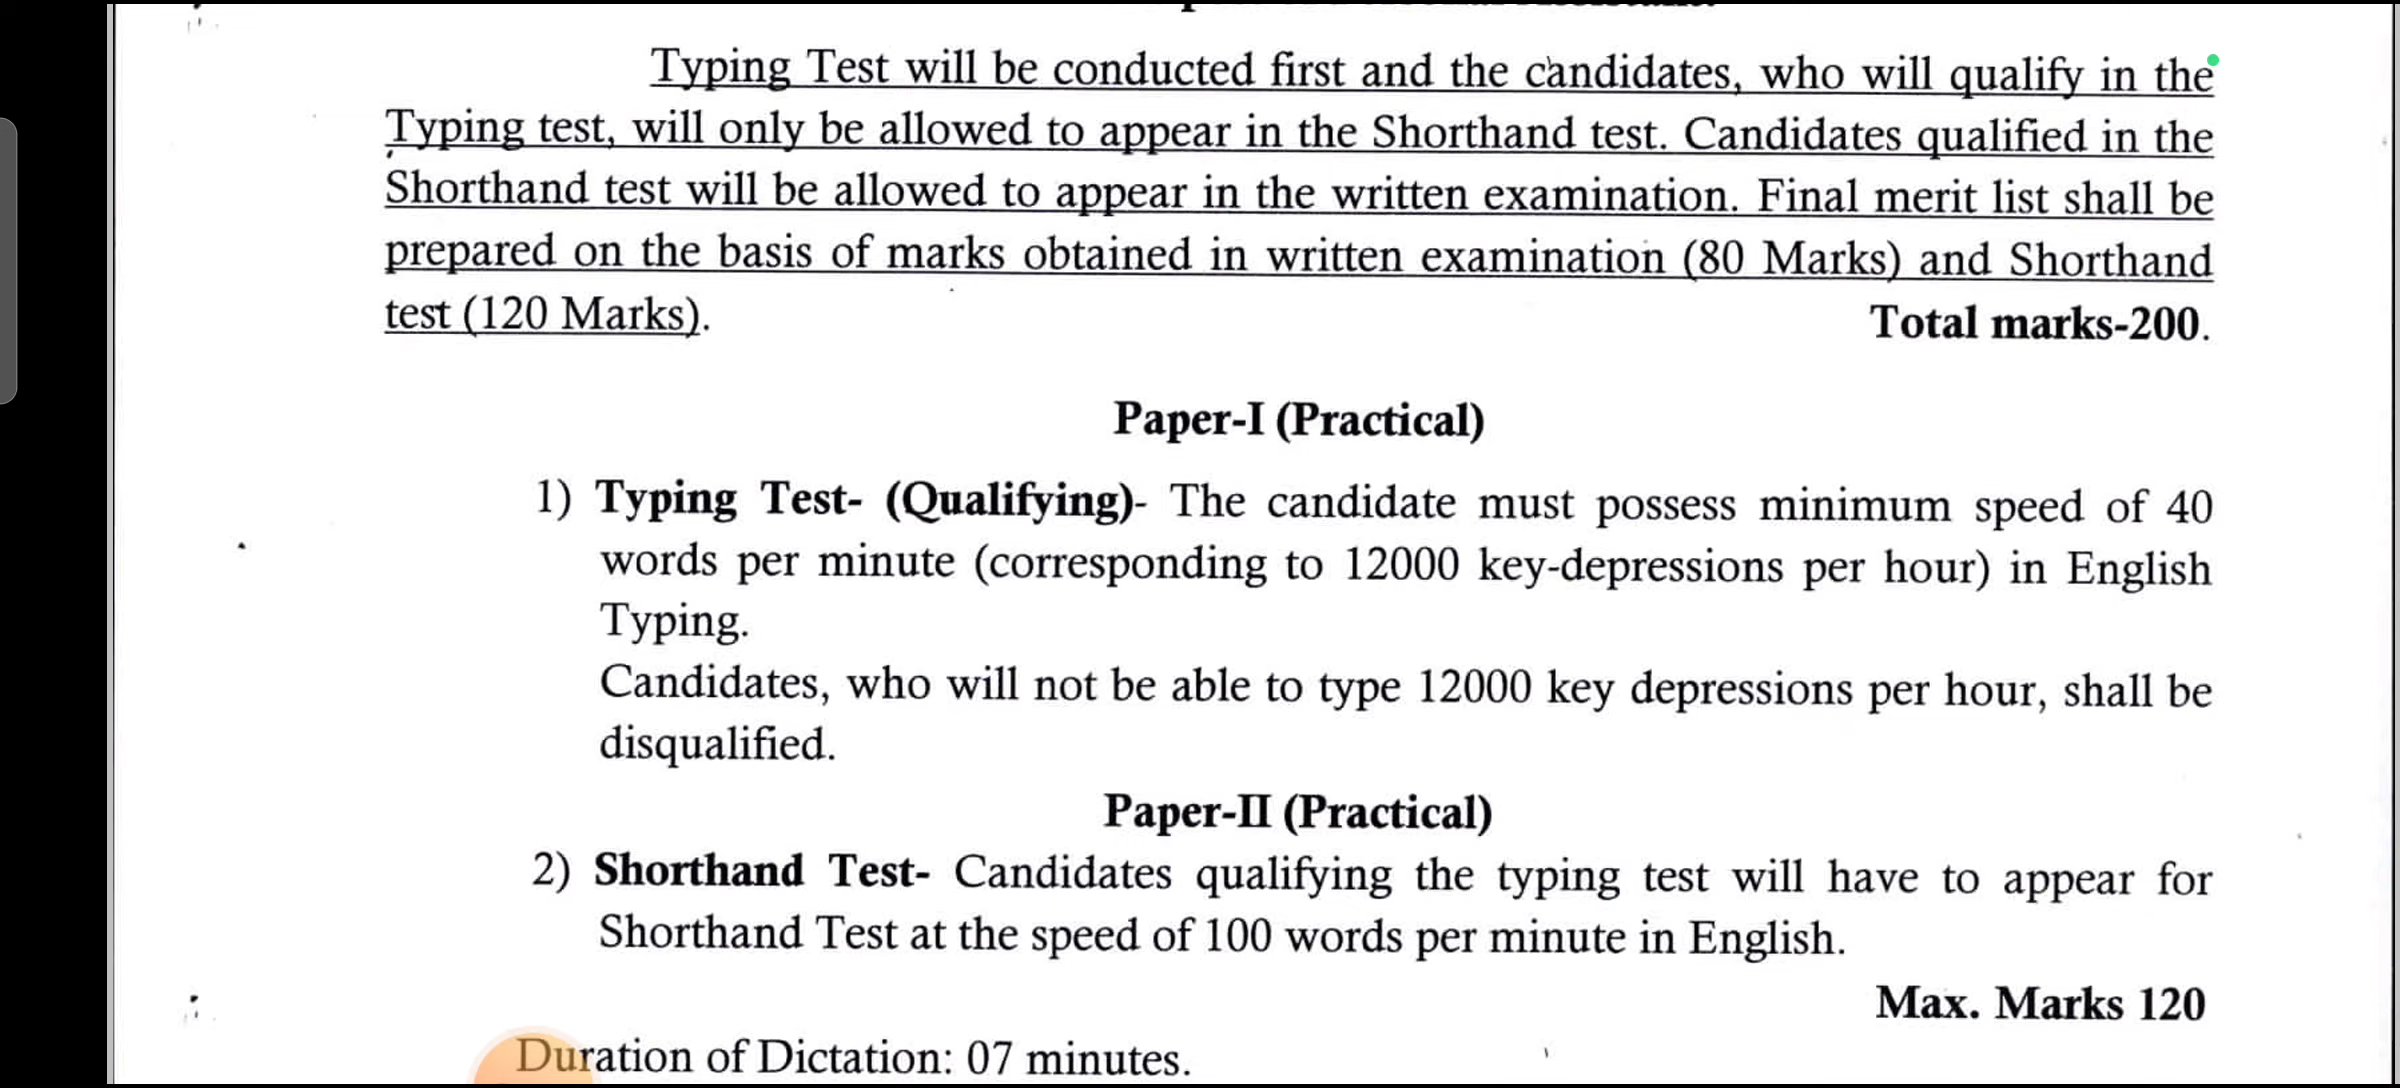 Typing Test will be conducted first and the candidates, who will qualify in the
Typing test, will only be allowed to appear in the Shorthand test. Candidates qualified in the
Shorthand test will be allowed to appear in the written examination. Final merit list shall be
prepared on the basis of marks obtained in written examination (80 Marks) and Shorthand
test (120 Marks). Total marks-200.
Paper-I (Practical)
1) Typing Test- (Qualifying)- The candidate must possess minimum speed of 40
words per minute (corresponding to 12000 key-depressions per hour) in English
Typing.
Candidates, who will not be able to type 12000 key depressions per hour, shall be
disqualified.
Paper-II (Practical)
2) Shorthand Test- Candidates qualifying the typing test will have to appear for
Shorthand Test at the speed of 100 words per minute in English.
Max. Marks 120
Duration of Dictation: 07 minutes.